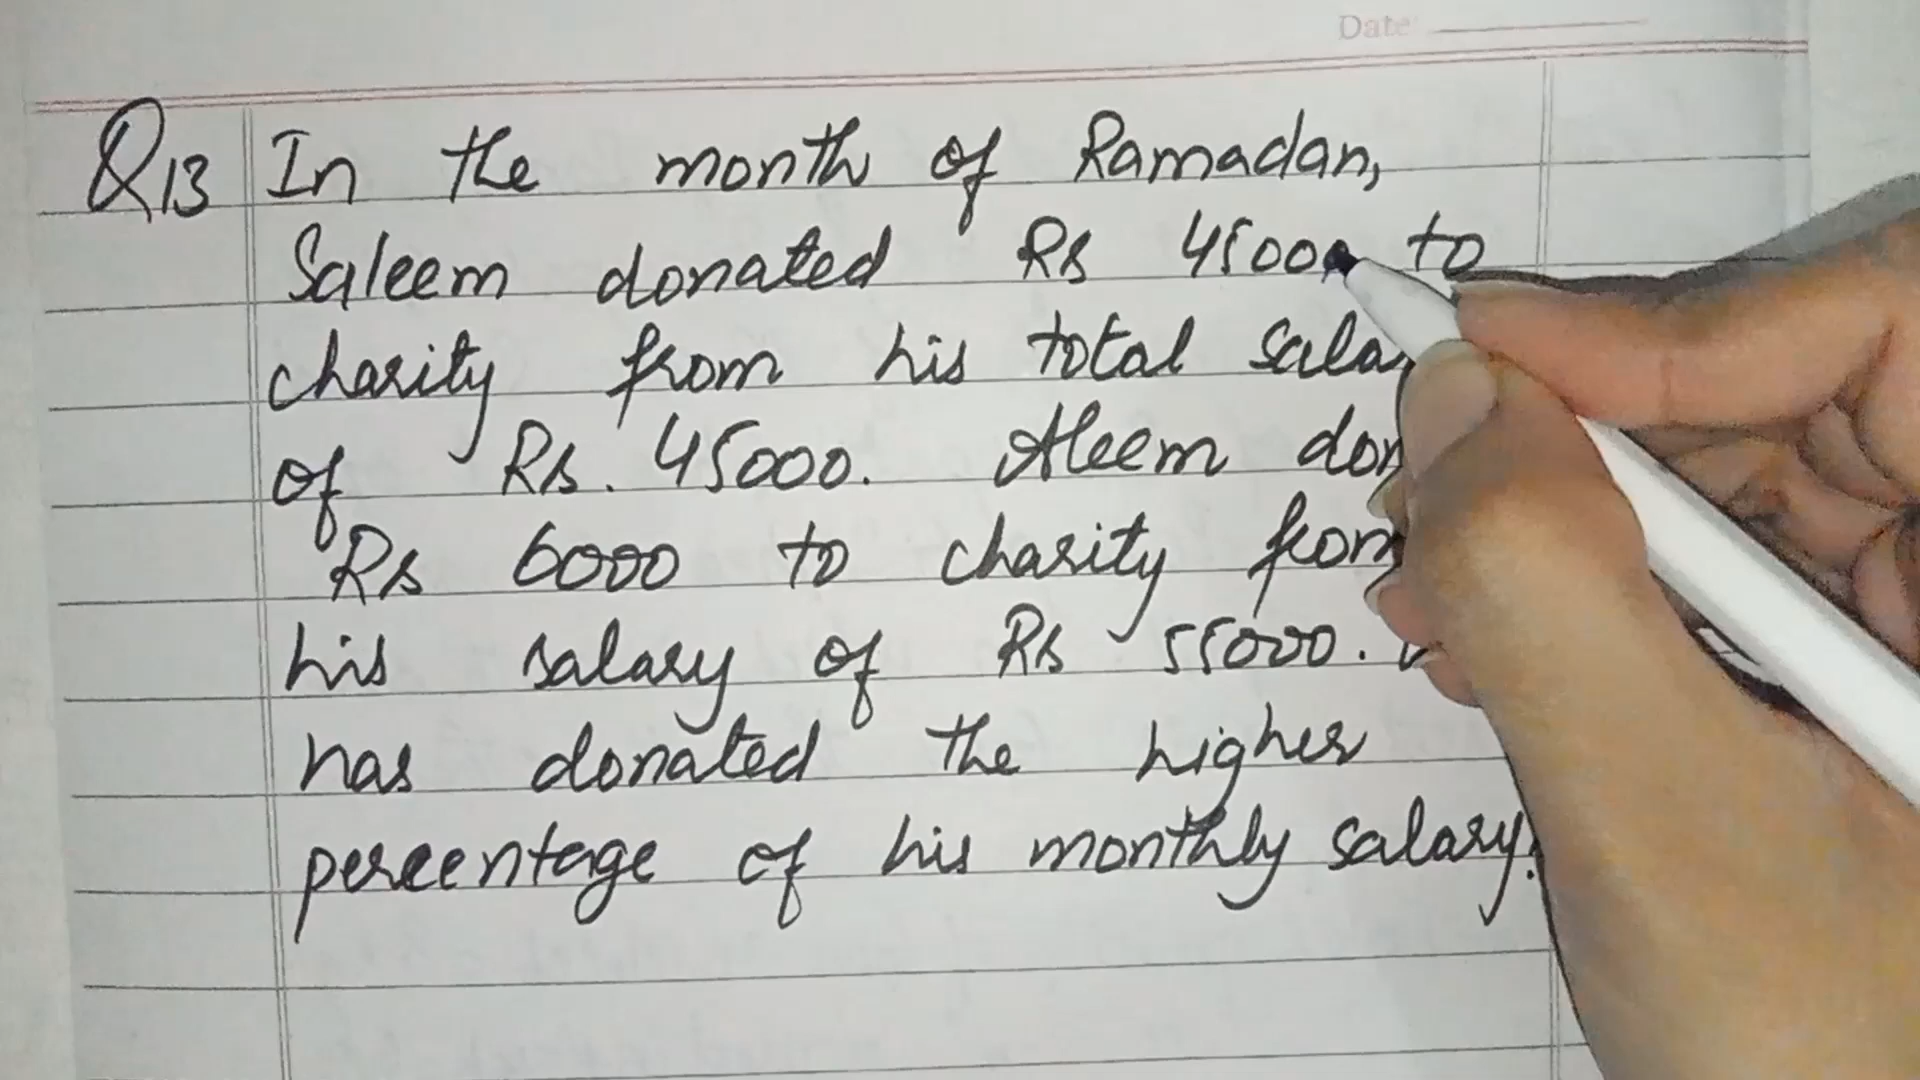 Date:
Q13 In the month of Ramadan,
Saleem donated Rs 4500 to
charity from his total sala
of Rs. 45000. Aleem don
Rs 6000 to charity from
his salary of Rs 55000.
has donated the higher
percentage of his monthly salary.